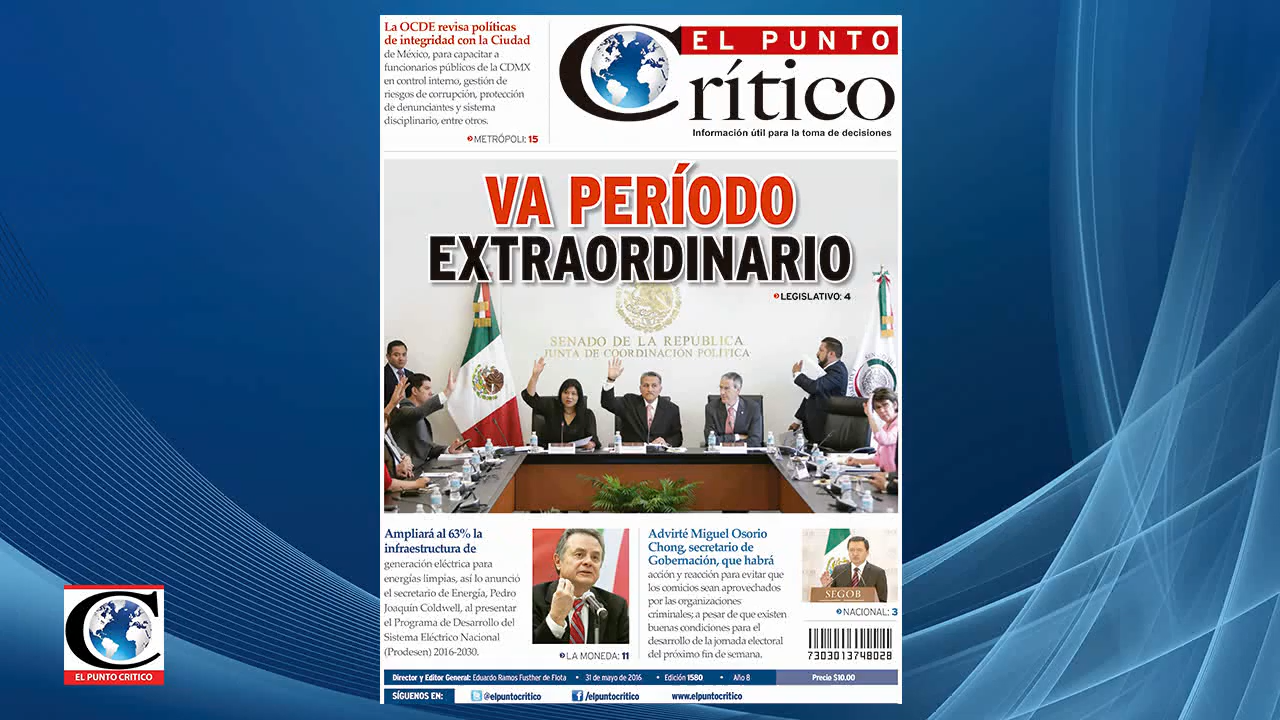 La OCDE revisa políticas
de integridad con la Ciudad
de México, para capacitar a
funcionarios públicos de la CDMX
en control interno, gestión de
riesgos de corrupción, protección
de denunciantes y sistema
disciplinario, entre otros.
METRÓPOLI: 15
EL PUNTO
Crítico
Información útil para la toma de decisiones
VA PERÍODO
EXTRAORDINARIO
LEGISLATIVO: 4
SENADO DE LA REPÚBLICA
JUNTA DE COORDINACIÓN POLÍTICA
Ampliará al 63% la
infraestructura de
generación eléctrica para
energías limpias, así lo anunció
el secretario de Energía, Pedro
Joaquín Coldwell, al presentar
el Programa de Desarrollo del
Sistema Eléctrico Nacional
(Prodesen) 2016-2030.
LA MONEDA: 11
Advirté Miguel Osorio
Chong, secretario de
Gobernación, que habrá
acción y reacción para evitar que
los comicios sean aprovechados
por las organizaciones
criminales; a pesar de que existen
buenas condiciones para el
desarrollo de la jornada electoral
del próximo fin de semana.
SEGOB
NACIONAL: 3
7303013748028
Director y Editor General: Eduardo Ramos Fusther de Flota • 31 de mayo de 2016 • Edición 1580 • Año 8 Precio $10.00
SÍGUENOS EN: @elpuntocritico /elpuntocritico www.elpuntocritico
C
EL PUNTO CRITICO